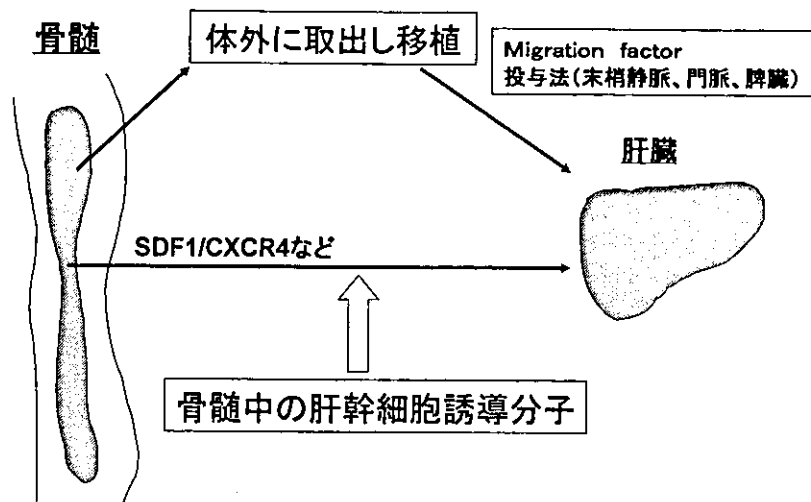 骨髄
体外に取出し移植
Migration factor
投与法(末梢静脈、門脈、脾臓)
肝臓
SDF1/CXCR4など
骨髄中の肝幹細胞誘導分子